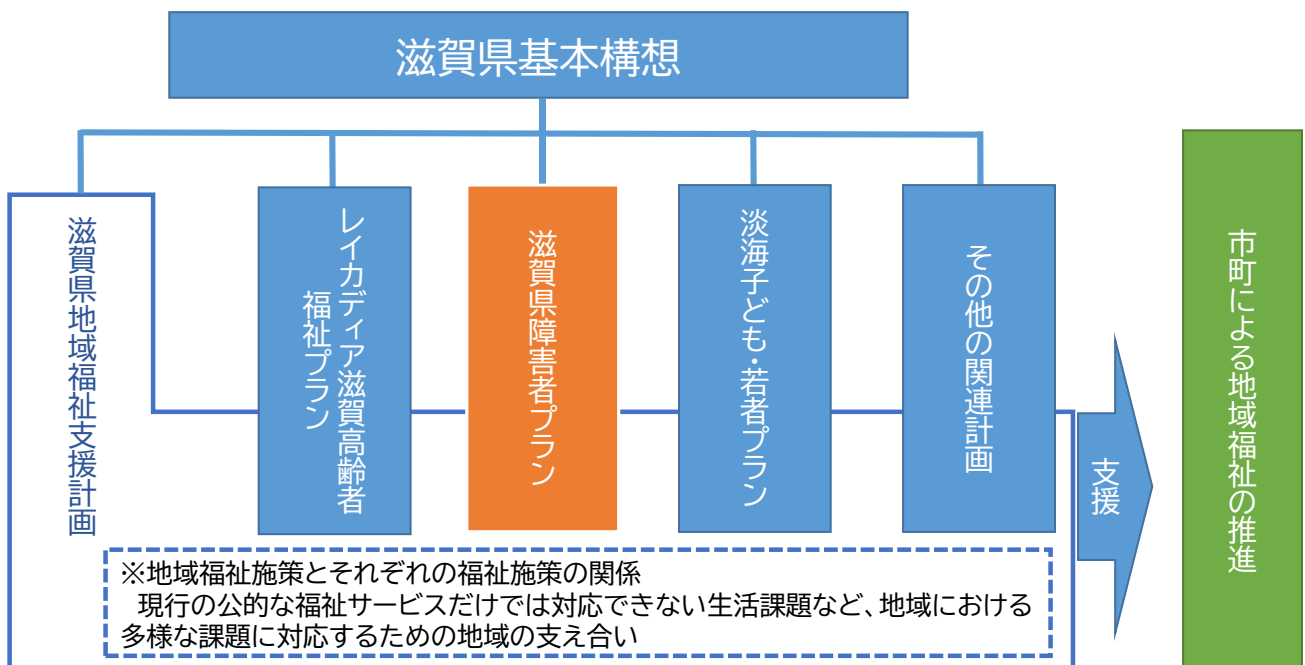 滋賀県基本構想
滋賀県地域福祉支援計画
レイカディア滋賀高齢者
福祉プラン
滋賀県障害者プラン
淡海子ども・若者プラン
その他の関連計画
支援
市町による地域福祉の推進
※地域福祉施策とそれぞれの福祉施策の関係
現行の公的な福祉サービスだけでは対応できない生活課題など、地域における
多様な課題に対応するための地域の支え合い